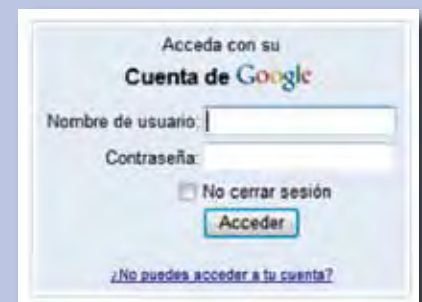 Acceda con su
Cuenta de Google
Nombre de usuario:
Contraseña:
No cerrar sesión
Acceder
¿No puedes acceder a tu cuenta?